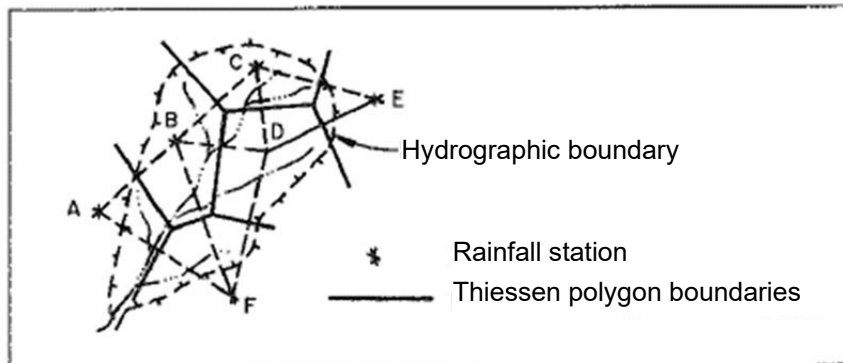 C
E
B
D
Hydrographic boundary
A
Rainfall station
F
Thiessen polygon boundaries